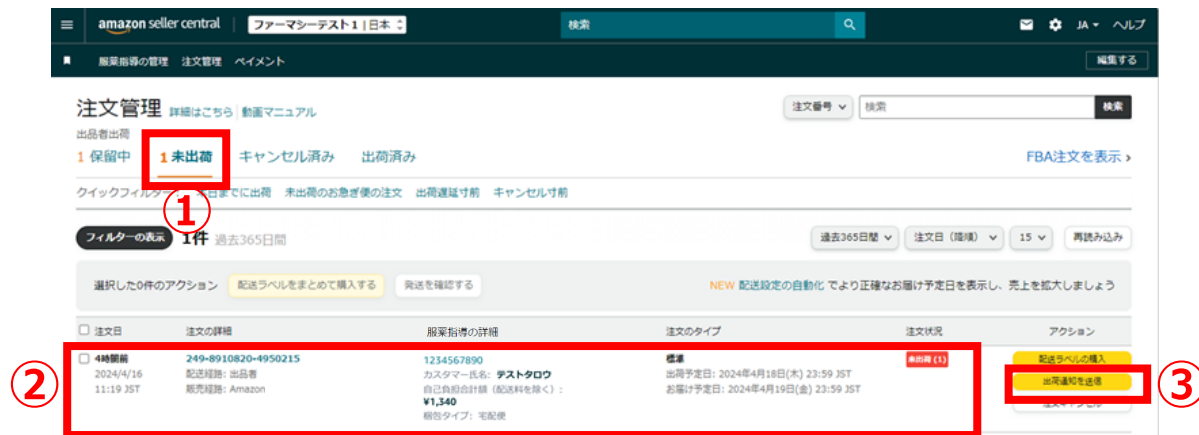 amazon seller central
ファーマシーテスト1 | 日本
検索
JA
ヘルプ
服薬指導の管理 注文管理 ペイメント
編集する
注文管理 詳細はこちら 動画マニュアル
注文番号
検索
検索
出品者出荷
1 保留中 1 未出荷 キャンセル済み 出荷済み
FBA注文を表示 ›
クイックフィルター: 本日までに出荷 未出荷のお急ぎ便の注文 出荷遅延寸前 キャンセル寸前
①
フィルターの表示 1件 過去365日間
過去365日間 注文日(降順) 15 再読み込み
選択した0件のアクション 配送ラベルをまとめて購入する 発送を確認する
NEW 配送設定の自動化 でより正確なお届け予定日を表示し、売上を拡大しましょう
注文日 注文の詳細 服薬指導の詳細 注文のタイプ 注文状況 アクション
②
4時間前
2024/4/16
11:19 JST
249-8910820-4950215
配送経路: 出品者
販売経路: Amazon
1234567890
カスタマー氏名: テストタロウ
自己負担合計額(配送料を除く):
¥1,340
梱包タイプ: 宅配便
標準
出荷予定日: 2024年4月18日(木) 23:59 JST
お届け予定日: 2024年4月19日(金) 23:59 JST
未出荷 (1)
配送ラベルの購入
出荷通知を送信
③